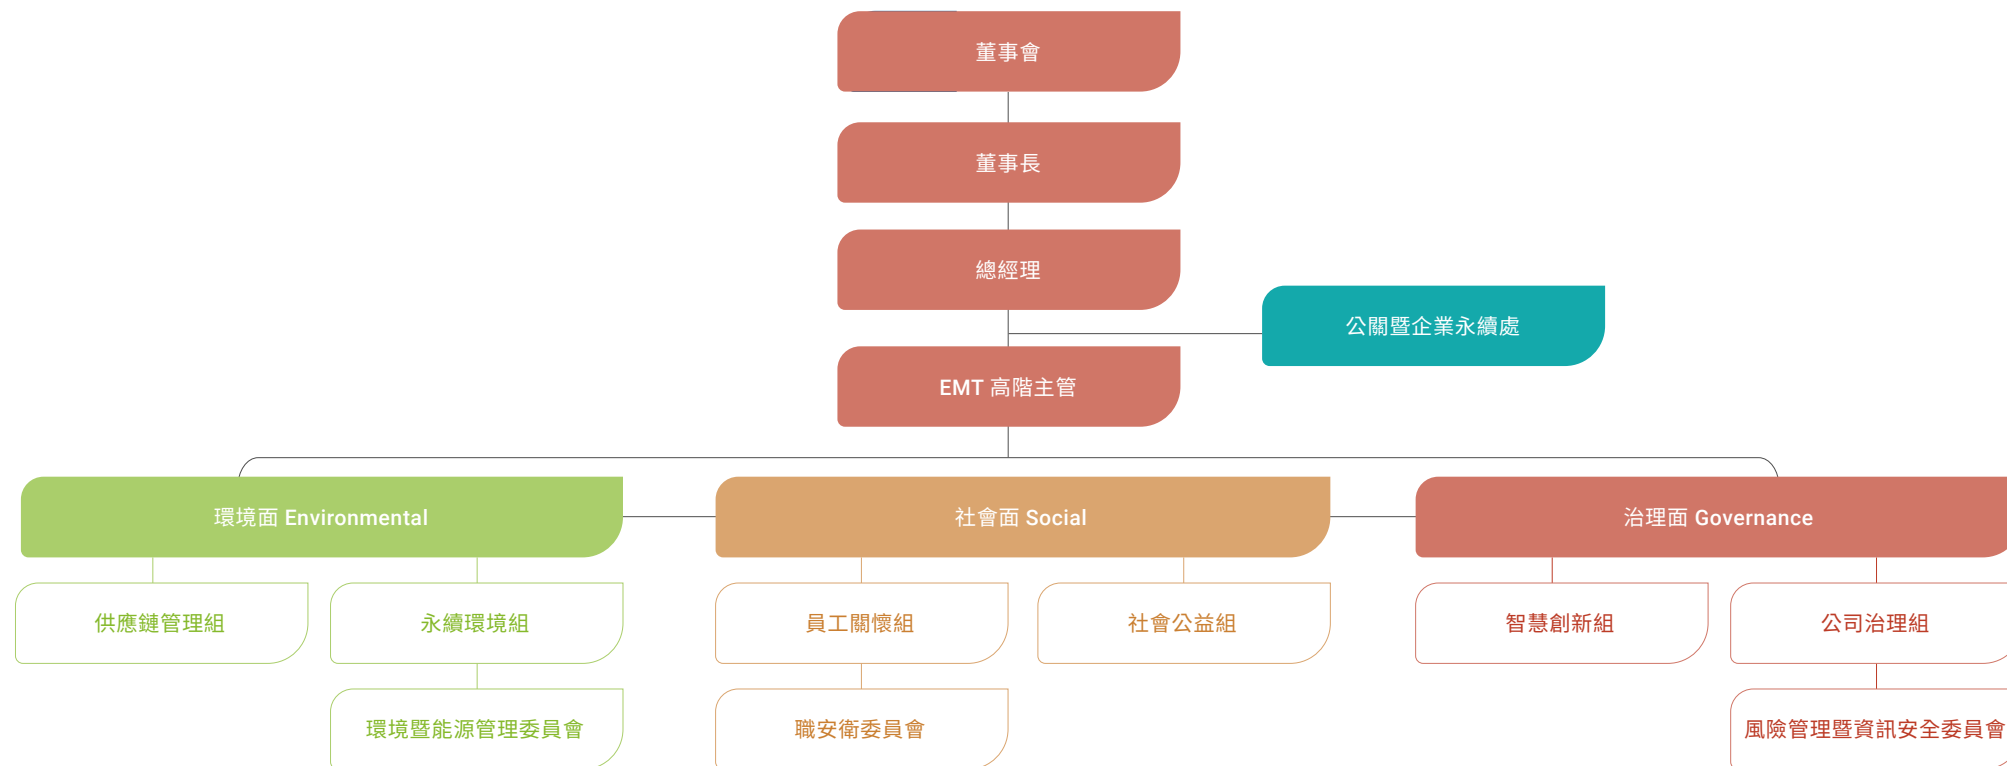 董事會
董事長
總經理
公關暨企業永續處
EMT 高階主管
環境面 Environmental
社會面 Social
治理面 Governance
供應鏈管理組
永續環境組
員工關懷組
社會公益組
智慧創新組
公司治理組
環境暨能源管理委員會
職安衛委員會
風險管理暨資訊安全委員會